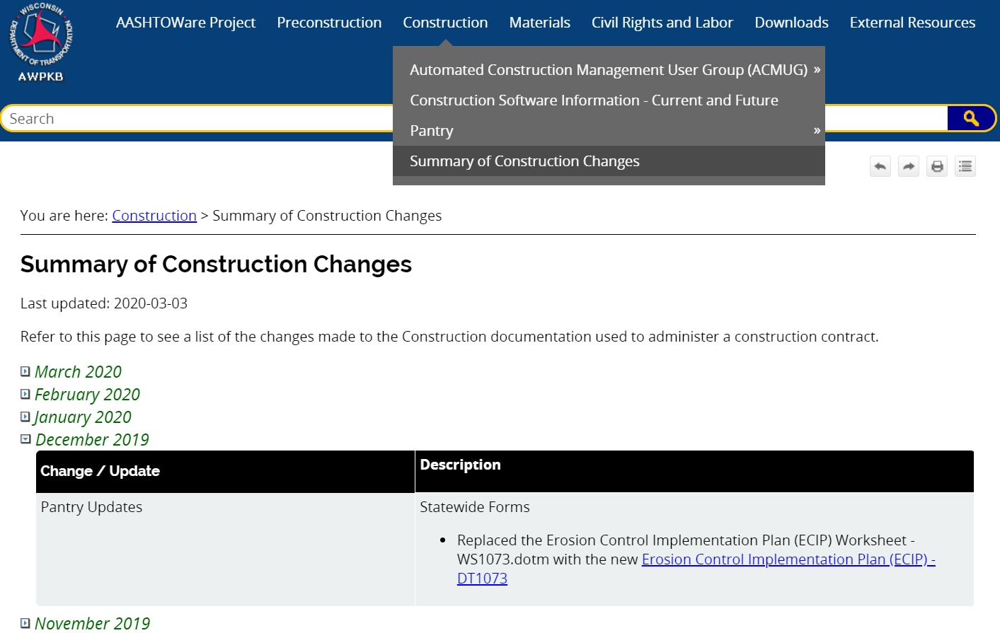 WISCONSIN
DEPARTMENT OF TRANSPORTATION
AWPKB
AASHTOWare Project
Preconstruction
Construction
Materials
Civil Rights and Labor
Downloads
External Resources
Automated Construction Management User Group (ACMUG) »
Construction Software Information - Current and Future
Pantry »
Summary of Construction Changes
Search
You are here: Construction > Summary of Construction Changes
Summary of Construction Changes
Last updated: 2020-03-03
Refer to this page to see a list of the changes made to the Construction documentation used to administer a construction contract.
March 2020
February 2020
January 2020
December 2019
Change / Update
Description
Pantry Updates
Statewide Forms
• Replaced the Erosion Control Implementation Plan (ECIP) Worksheet -
WS1073.dotm with the new Erosion Control Implementation Plan (ECIP) -
DT1073
November 2019